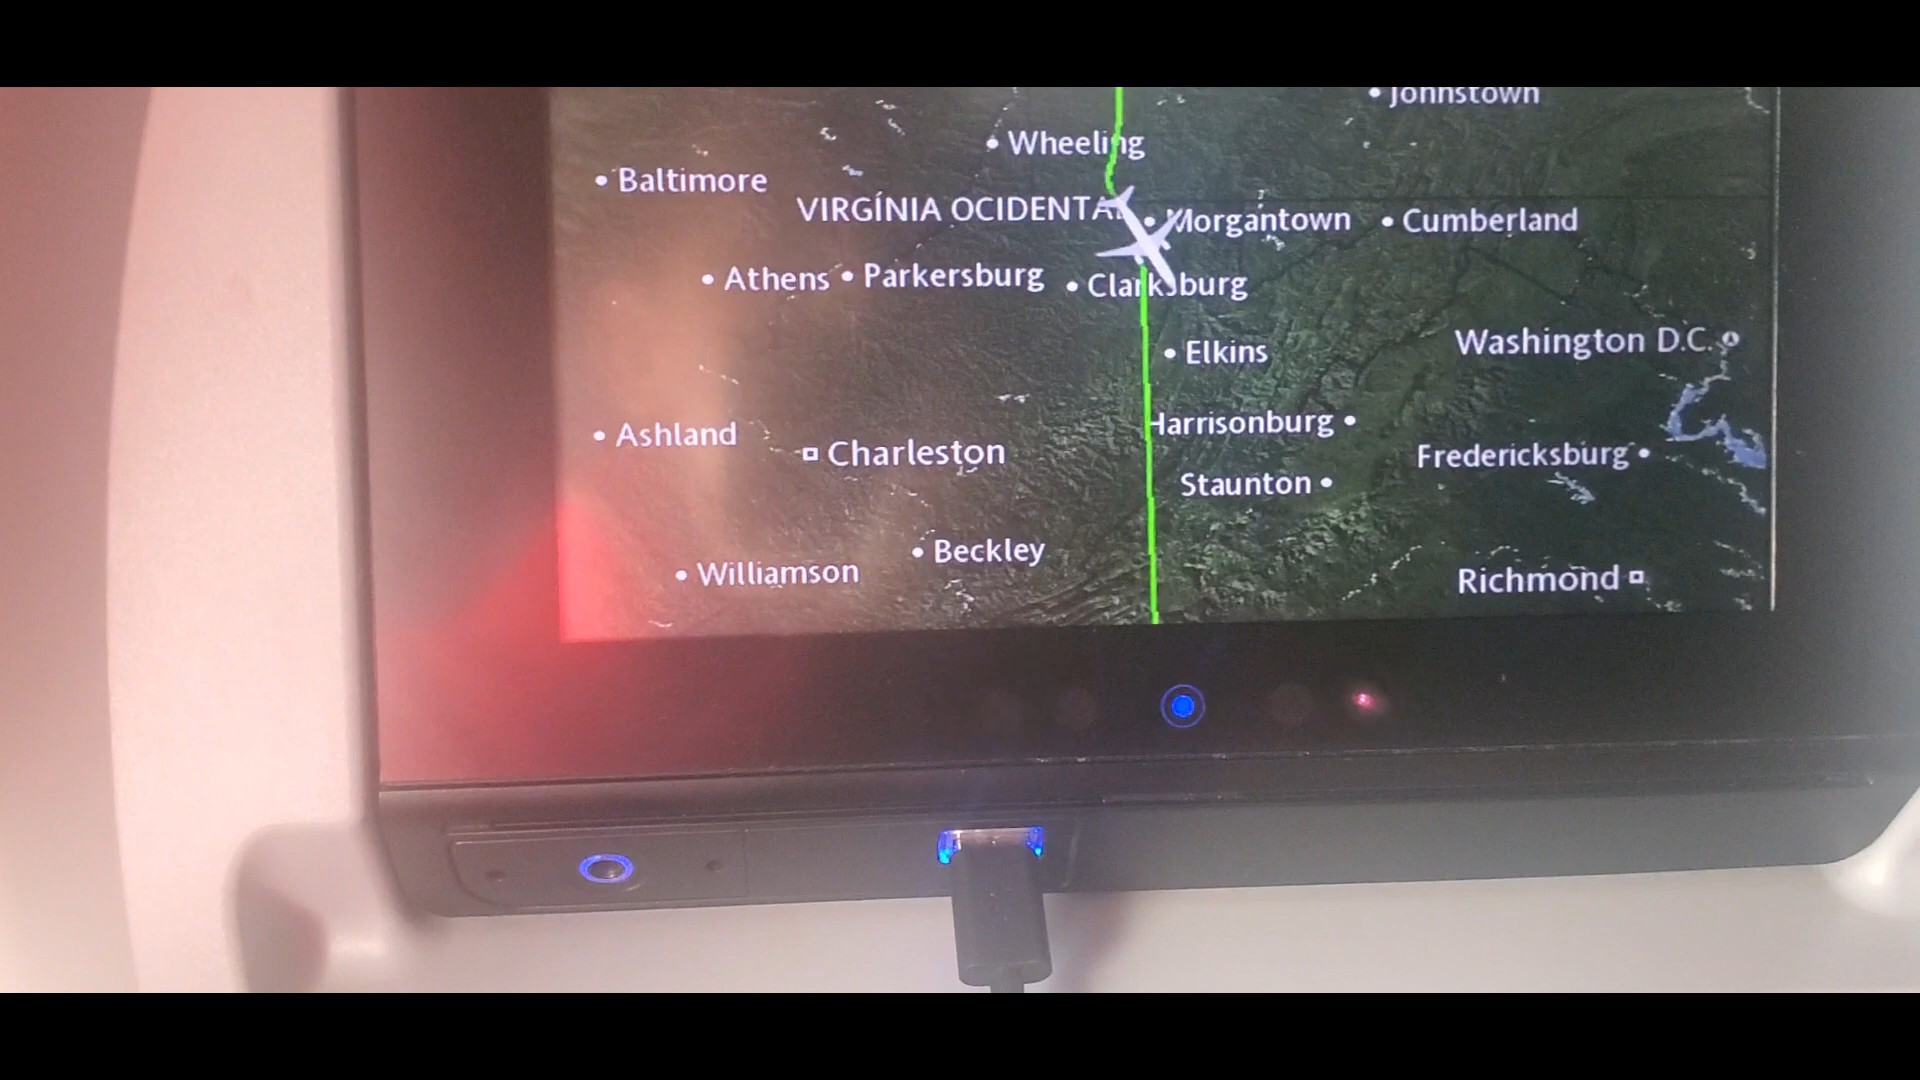 Johnstown
Wheeling
Baltimore
VIRGÍNIA OCIDENTAL
Morgantown
Cumberland
Athens
Parkersburg
Clarksburg
Washington D.C.
Elkins
Harrisonburg
Ashland
Charleston
Fredericksburg
Staunton
Beckley
Williamson
Richmond